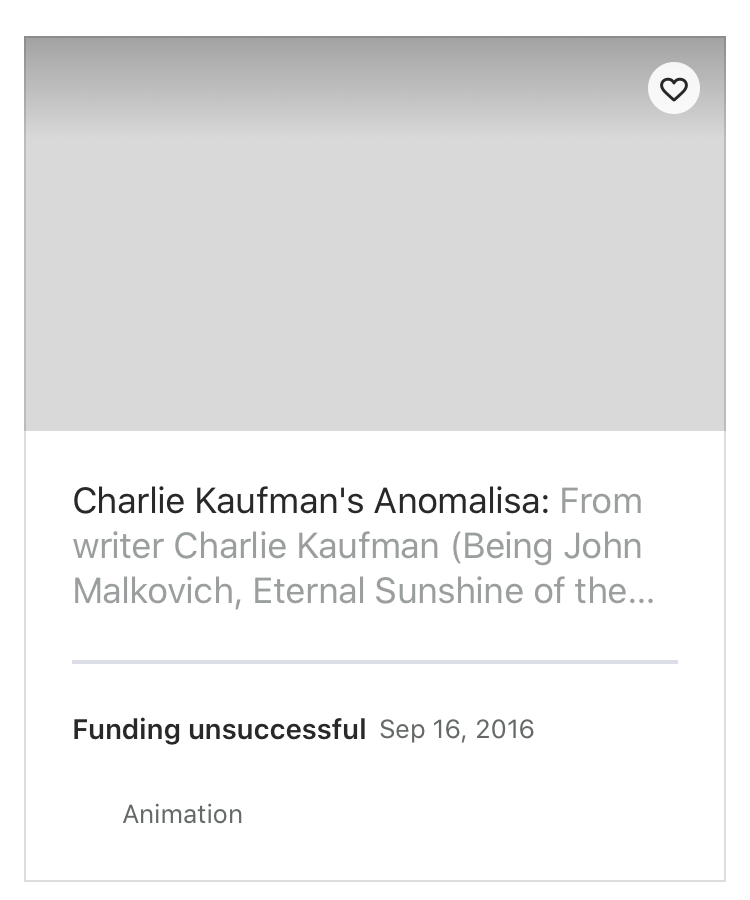 Charlie Kaufman's Anomalisa: From
writer Charlie Kaufman (Being John
Malkovich, Eternal Sunshine of the...
Funding unsuccessful Sep 16, 2016
Animation